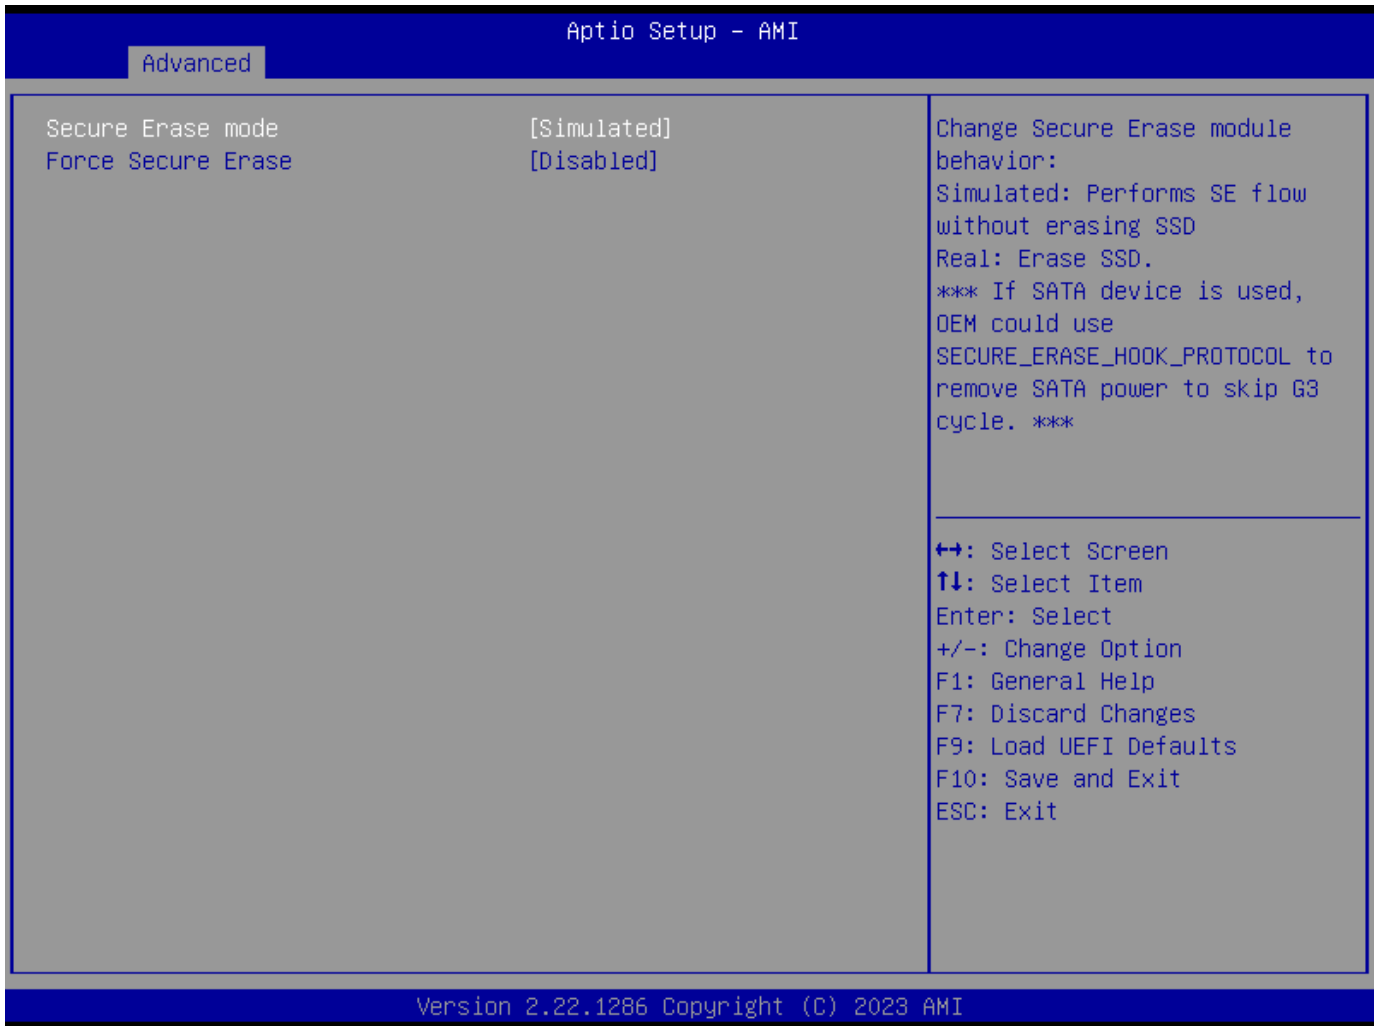 Aptio Setup - AMI
Advanced
Secure Erase mode [Simulated]
Force Secure Erase [Disabled]
Change Secure Erase module
behavior:
Simulated: Performs SE flow
without erasing SSD
Real: Erase SSD.
*** If SATA device is used,
OEM could use
SECURE_ERASE_HOOK_PROTOCOL to
remove SATA power to skip G3
cycle. ***
↔: Select Screen
↑↓: Select Item
Enter: Select
+/-: Change Option
F1: General Help
F7: Discard Changes
F9: Load UEFI Defaults
F10: Save and Exit
ESC: Exit
Version 2.22.1286 Copyright (C) 2023 AMI